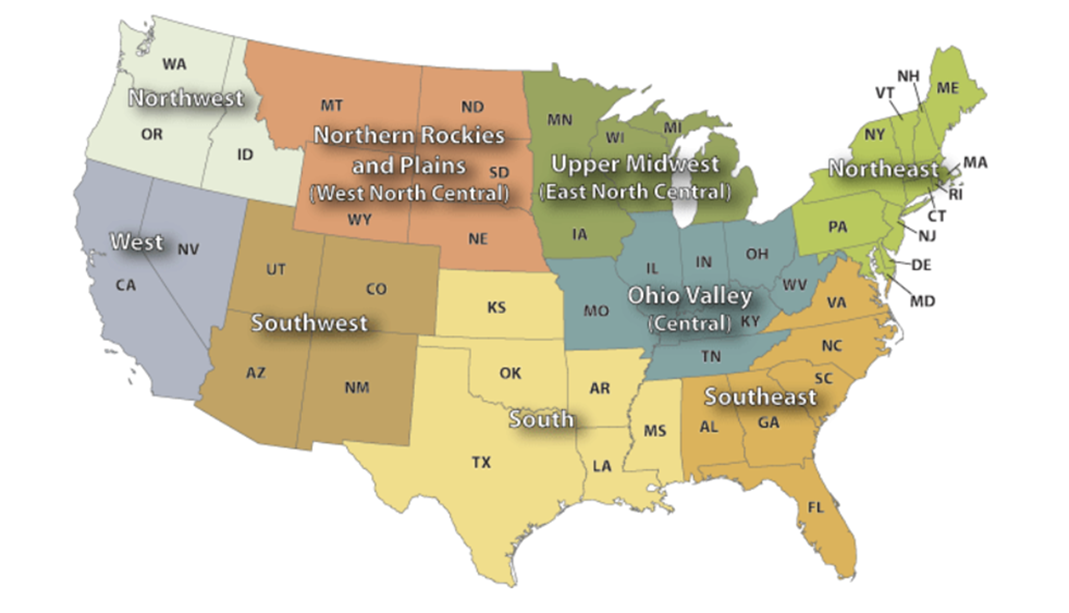 WA
Northwest
OR
ID
MT
ND
Northern Rockies
and Plains
(West North Central)
SD
WY
NE
MN
WI
MI
Upper Midwest
(East North Central)
IA
NH
VT
ME
NY
Northeast
MA
RI
CT
NJ
PA
DE
MD
West
NV
CA
UT
CO
Southwest
AZ
NM
IL
IN
OH
WV
Ohio Valley
(Central)
MO
KY
TN
KS
OK
AR
South
TX
LA
MS
VA
NC
SC
Southeast
AL
GA
FL